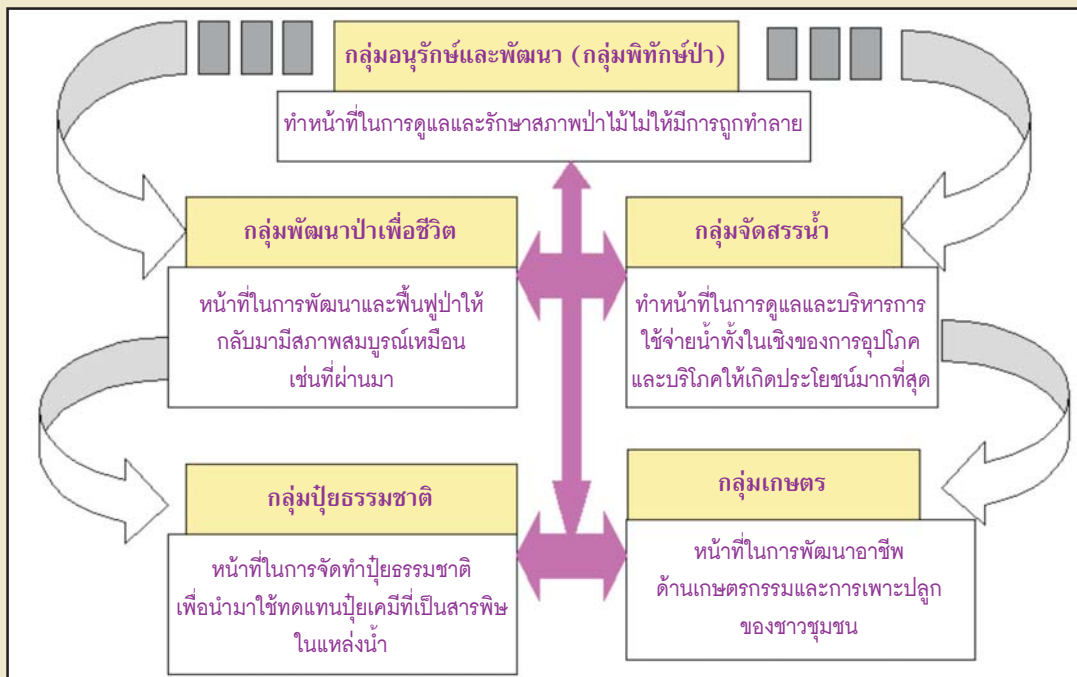 กลุ่มอนุรักษ์และพัฒนา (กลุ่มพิทักษ์ป่า)
ทำหน้าที่ในการดูแลและรักษาสภาพป่าไม้ไม่ให้มีการถูกทำลาย
กลุ่มพัฒนาป่าเพื่อชีวิต
หน้าที่ในการพัฒนาและฟื้นฟูป่าให้
กลับมามีสภาพสมบูรณ์เหมือน
เช่นที่ผ่านมา
กลุ่มจัดสรรน้ำ
ทำหน้าที่ในการดูแลและบริหารการ
ใช้จ่ายน้ำทั้งในเชิงของการอุปโภค
และบริโภคให้เกิดประโยชน์มากที่สุด
กลุ่มปุ๋ยธรรมชาติ
หน้าที่ในการจัดทำปุ๋ยธรรมชาติ
เพื่อนำมาใช้ทดแทนปุ๋ยเคมีที่เป็นสารพิษ
ในแหล่งน้ำ
กลุ่มเกษตร
หน้าที่ในการพัฒนาอาชีพ
ด้านเกษตรกรรมและการเพาะปลูก
ของชาวชุมชน